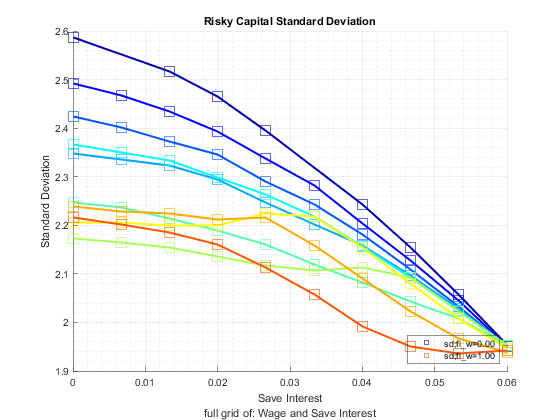 Risky Capital Standard Deviation
Standard Deviation
2.6
2.5
2.4
2.3
2.2
2.1
2
1.9
0
0.01
0.02
0.03
0.04
0.05
0.06
sd,fi_w=0.00
sd,fi_w=1.00
Save Interest
full grid of: Wage and Save Interest